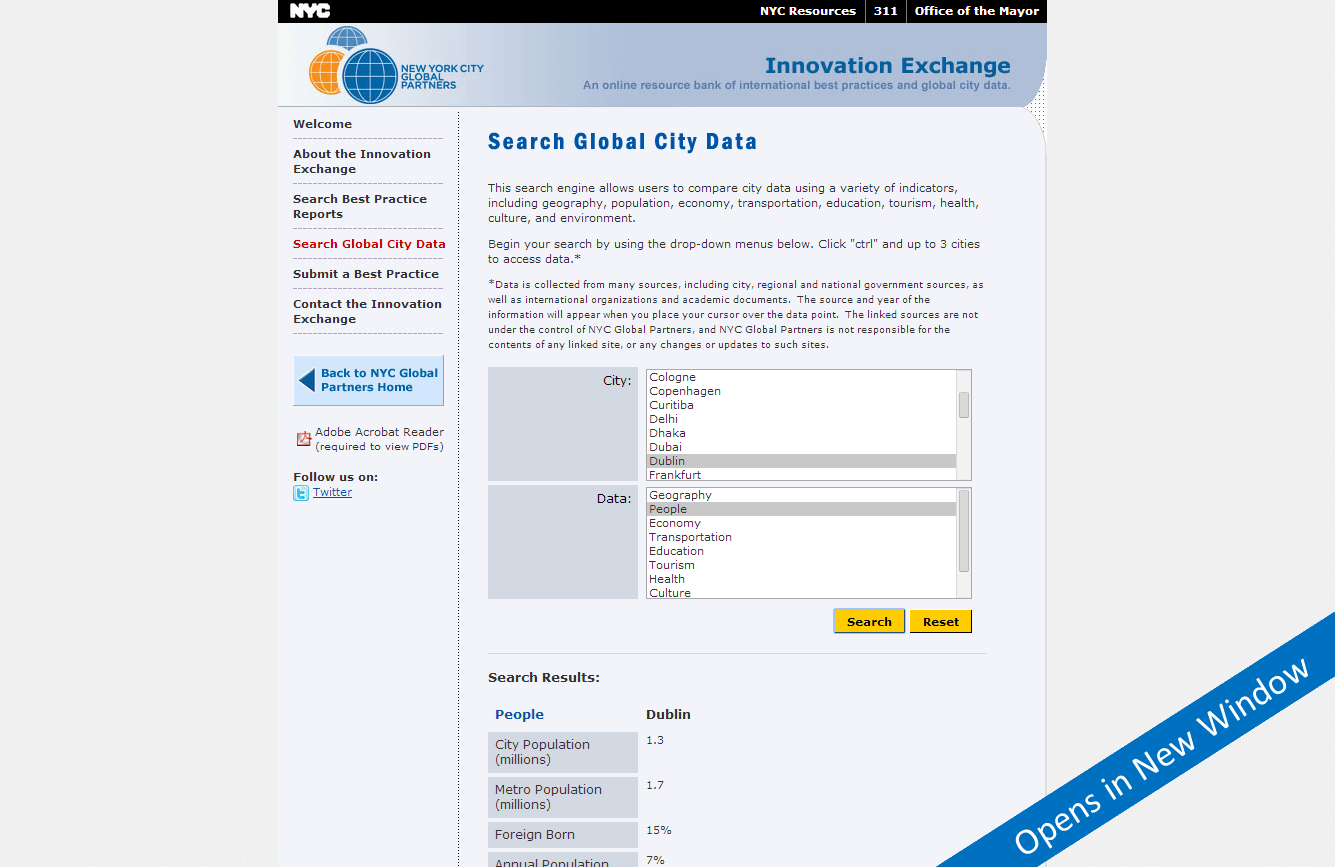 NYC
NYC Resources
311
Office of the Mayor
NEW YORK CITY
GLOBAL
PARTNERS
Innovation Exchange
An online resource bank of international best practices and global city data.
Welcome
About the Innovation
Exchange
Search Best Practice
Reports
Search Global City Data
Submit a Best Practice
Contact the Innovation
Exchange
Back to NYC Global
Partners Home
Adobe Acrobat Reader
(required to view PDFs)
Follow us on:
Twitter
Search Global City Data
This search engine allows users to compare city data using a variety of indicators,
including geography, population, economy, transportation, education, tourism, health,
culture, and environment.
Begin your search by using the drop-down menus below. Click "ctrl" and up to 3 cities
to access data.*
*Data is collected from many sources, including city, regional and national government sources, as
well as international organizations and academic documents. The source and year of the
information will appear when you place your cursor over the data point. The linked sources are not
under the control of NYC Global Partners, and NYC Global Partners is not responsible for the
contents of any linked site, or any changes or updates to such sites.
City:
Cologne
Copenhagen
Curitiba
Delhi
Dhaka
Dubai
Dublin
Frankfurt
Data:
Geography
People
Economy
Transportation
Education
Tourism
Health
Culture
Search
Reset
Search Results:
People
Dublin
City Population
(millions)
1.3
Metro Population
(millions)
1.7
Foreign Born
15%
Annual Population
7%
Opens in New Window